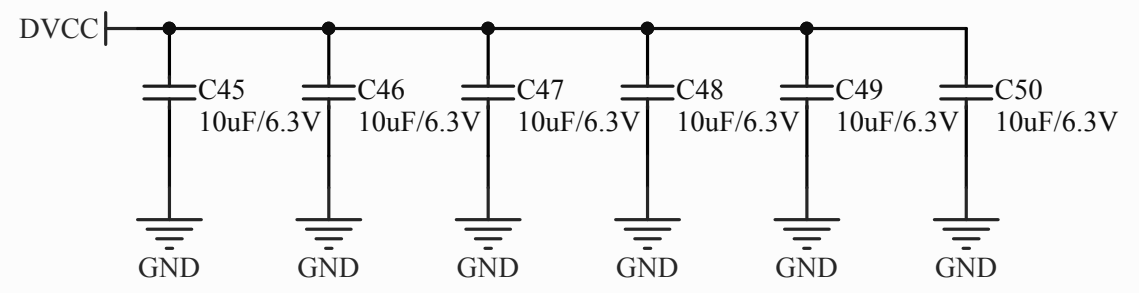 DVCC
C45 C46 C47 C48 C49 C50
10uF/6.3V 10uF/6.3V 10uF/6.3V 10uF/6.3V 10uF/6.3V 10uF/6.3V
GND GND GND GND GND GND